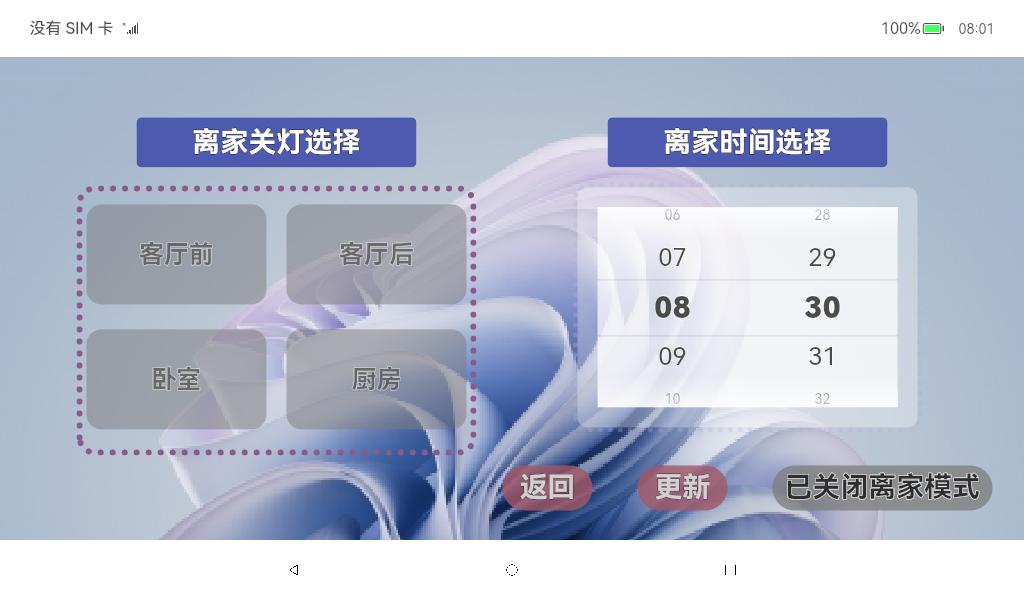 没有 SIM 卡
100%
08:01
离家关灯选择
离家时间选择
客厅前
客厅后
卧室
厨房
06 28
07 29
08 30
09 31
10 32
返回
更新
已关闭离家模式